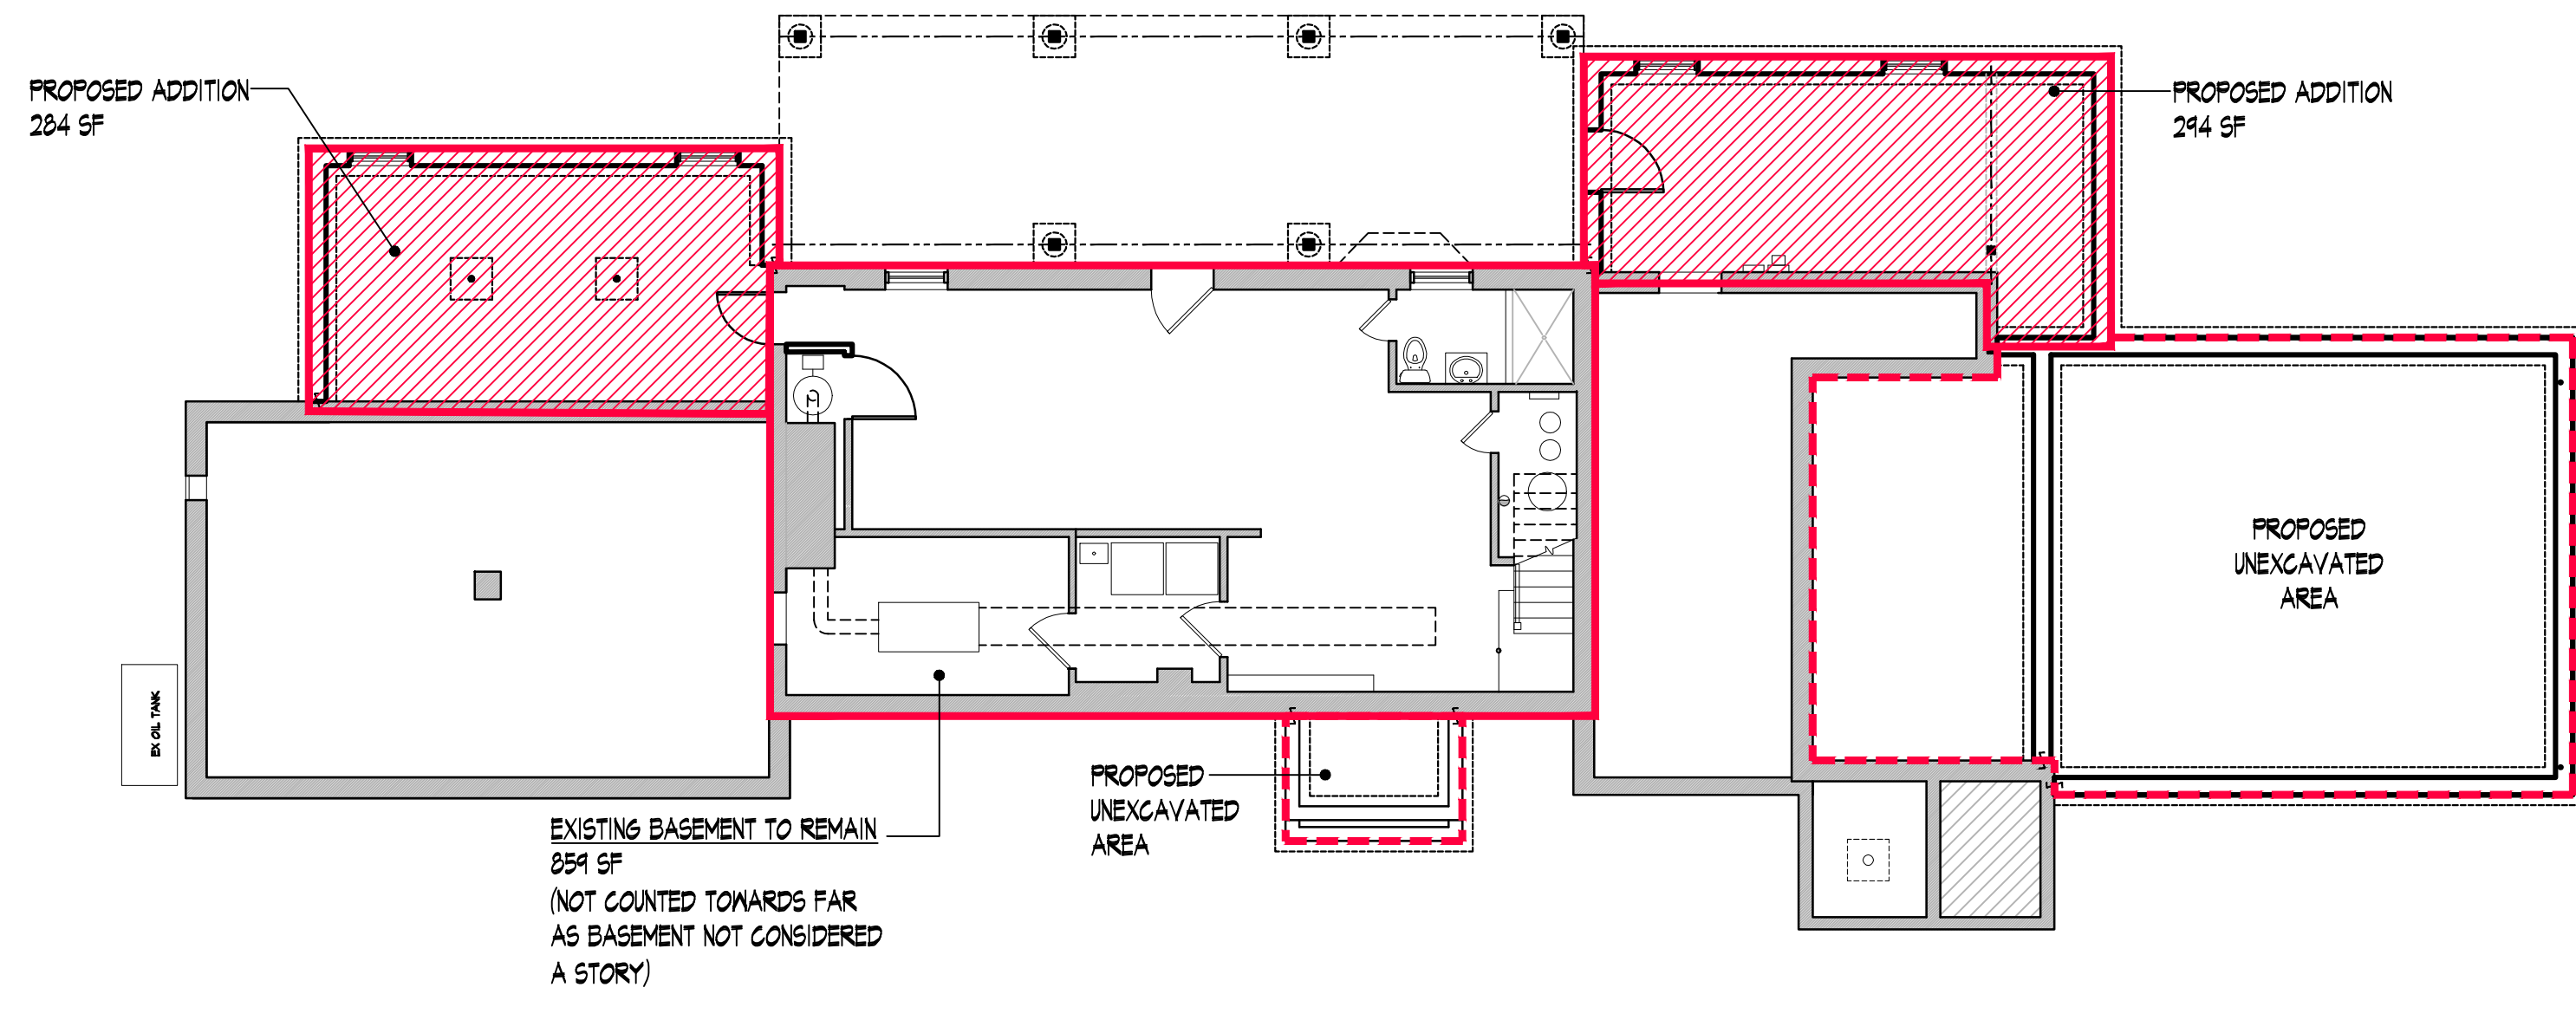 PROPOSED ADDITION
284 SF
PROPOSED ADDITION
294 SF
PROPOSED
UNEXCAVATED
AREA
EX OIL TANK
PROPOSED
UNEXCAVATED
AREA
EXISTING BASEMENT TO REMAIN
859 SF
(NOT COUNTED TOWARDS FAR
AS BASEMENT NOT CONSIDERED
A STORY)